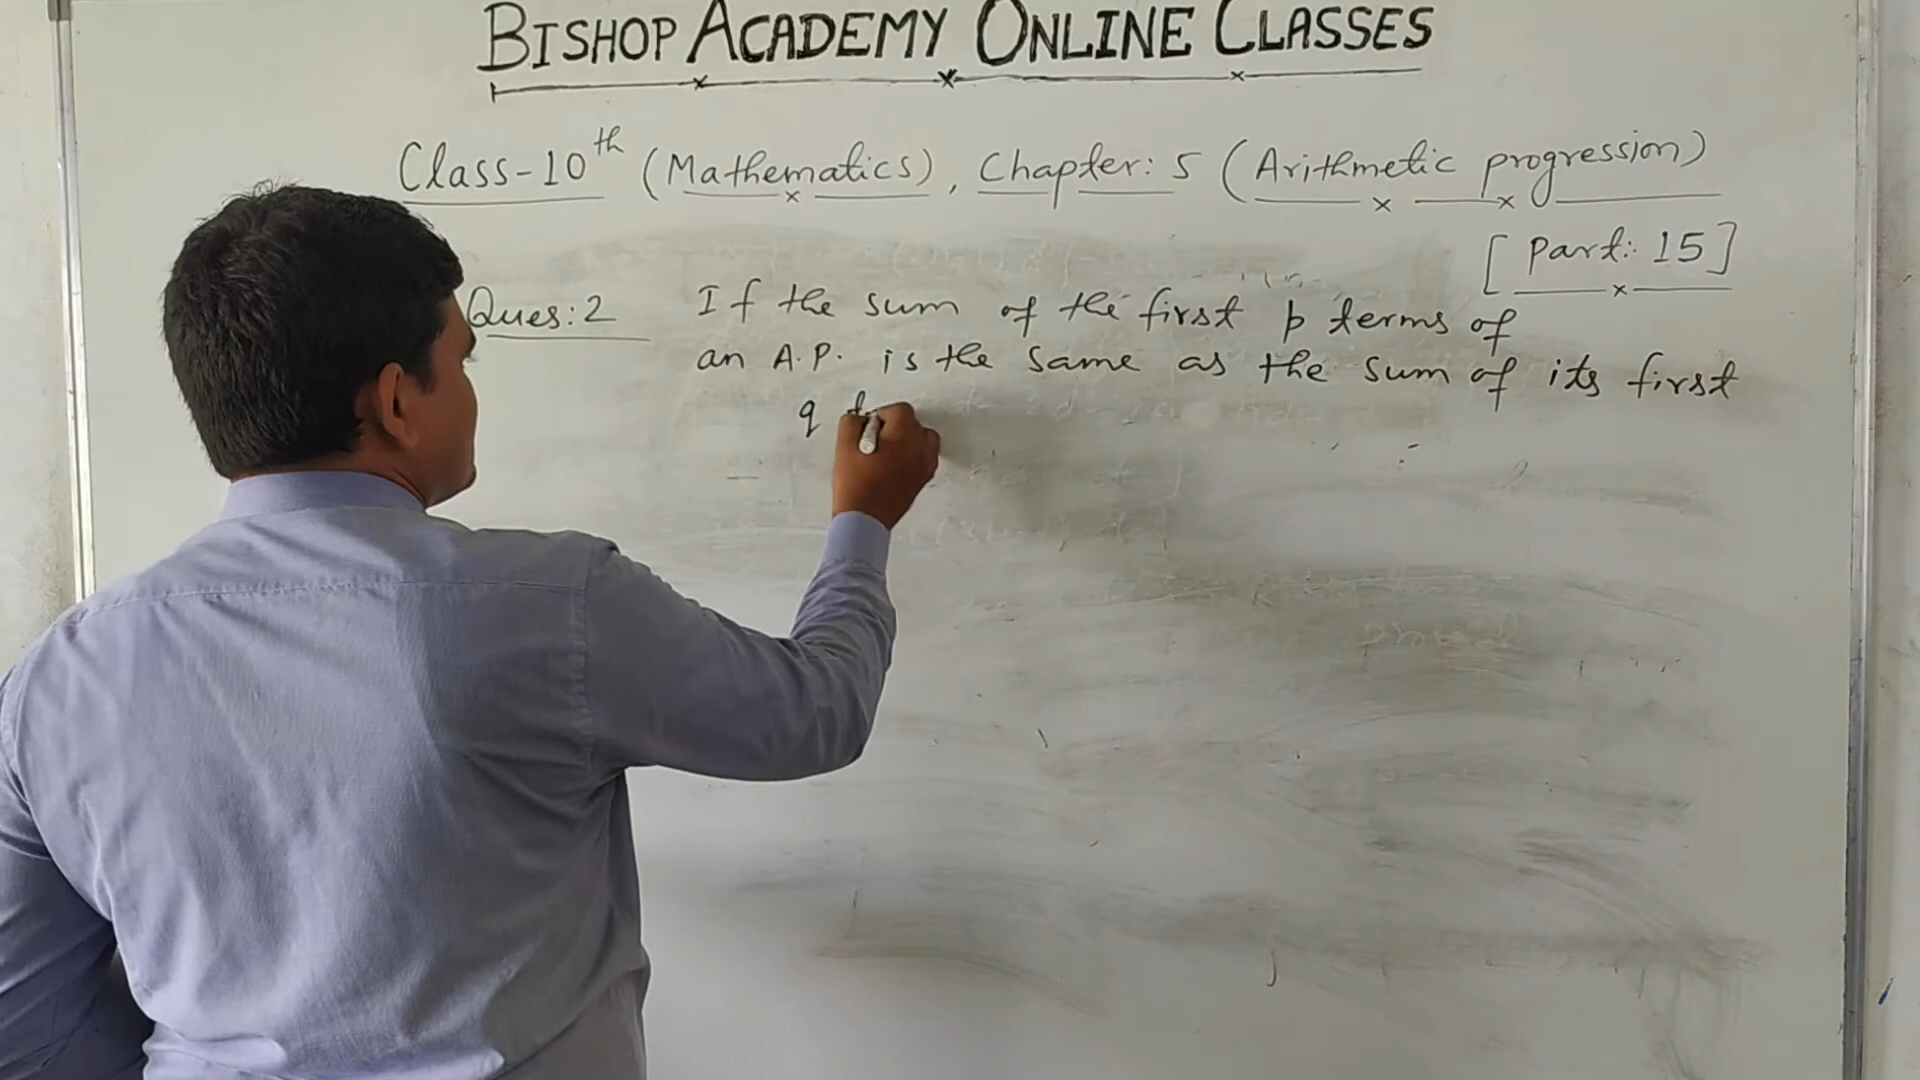 BISHOP ACADEMY ONLINE CLASSES
Class-10th (Mathematics), Chapter: 5 (Arithmetic progression)
[Part: 15]
Ques: 2 If the sum of the first p terms of
an A.P. is the same as the sum of its first
q